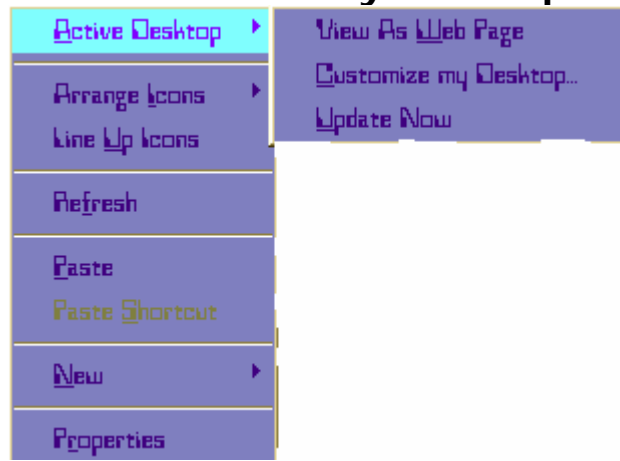 Active Desktop
View As Web Page
Customize my Desktop...
Update Now
Arrange Icons
Line Up Icons
Refresh
Paste
Paste Shortcut
New
Properties